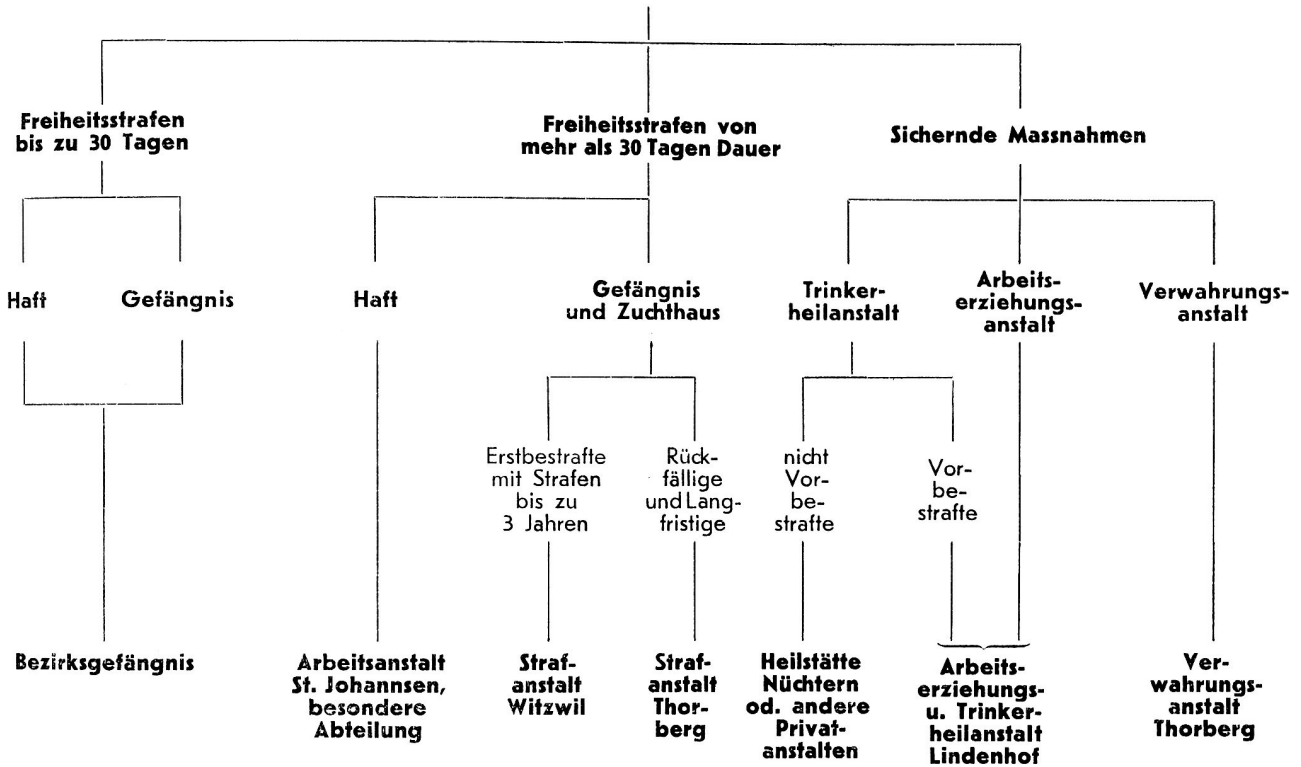 Freiheitsstrafen
bis zu 30 Tagen
Freiheitsstrafen von
mehr als 30 Tagen Dauer
Sichernde Massnahmen
Haft
Gefängnis
Haft
Gefängnis
und Zuchthaus
Trinker-
heilanstalt
Arbeits-
erziehungs-
anstalt
Verwahrungs-
anstalt
Erstbestrafte
mit Strafen
bis zu
3 Jahren
Rück-
fällige
und Lang-
fristige
nicht
Vor-
be-
strafte
Vor-
be-
strafte
Bezirksgefängnis
Arbeitsanstalt
St. Johannsen,
besondere
Abteilung
Straf-
anstalt
Witzwil
Straf-
anstalt
Thor-
berg
Heilstätte
Nüchtern
od. andere
Privat-
anstalten
Arbeits-
erziehungs-
u. Trinker-
heilanstalt
Lindenhof
Ver-
wahrungs-
anstalt
Thorberg